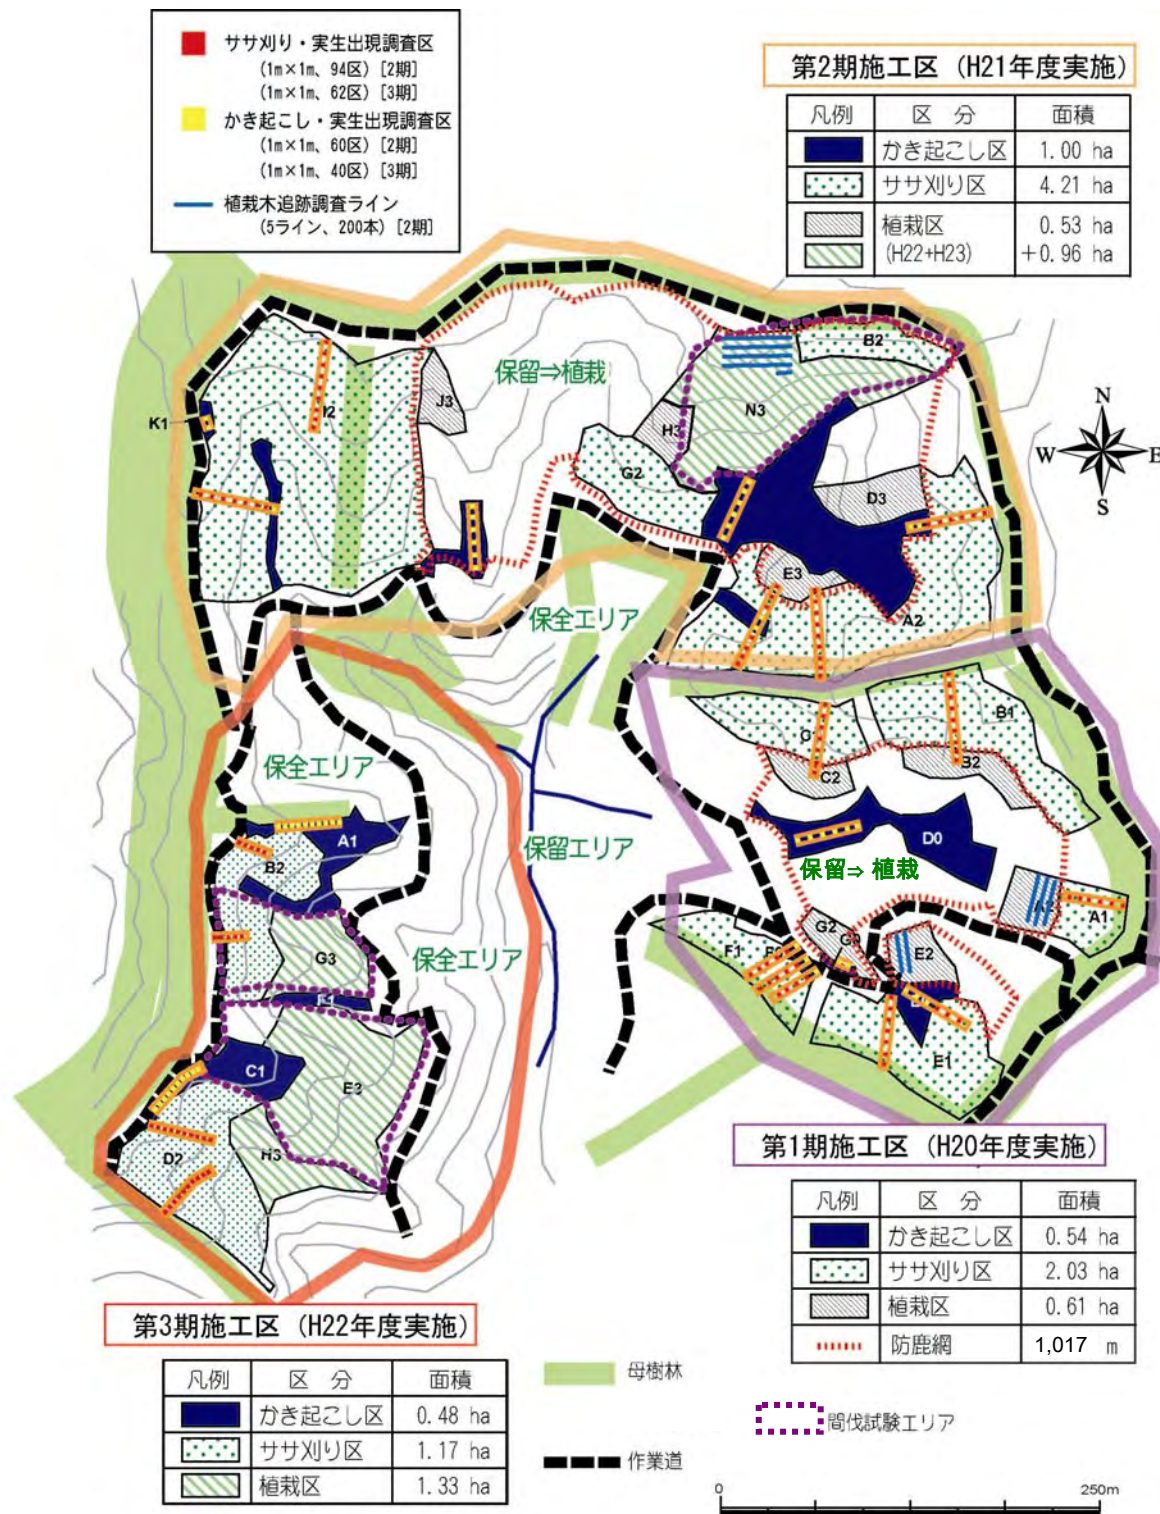 ササ刈り・実生出現調査区
(1m×1m、94区) [2期]
(1m×1m、62区) [3期]
かき起こし・実生出現調査区
(1m×1m、60区) [2期]
(1m×1m、40区) [3期]
植栽木追跡調査ライン
(5ライン、200本) [2期]
第2期施工区 (H21年度実施)
凡例 区 分 面積
かき起こし区 1.00 ha
ササ刈り区 4.21 ha
植栽区 0.53 ha
(H22+H23) +0.96 ha
保留⇒植栽
B2
I2
J3
N3
K1
H3
G2
D3
N
W E
S
E3
A2
保全エリア
B1
G
保全エリア
C2
B2
A1
D0
保留エリア
B2
保留⇒ 植栽
A1
G2
F1
E2
G3
保全エリア
F1
C1
E3
E1
H3
D2
第1期施工区 (H20年度実施)
凡例 区 分 面積
かき起こし区 0.54 ha
ササ刈り区 2.03 ha
植栽区 0.61 ha
防鹿網 1,017 m
第3期施工区 (H22年度実施)
凡例 区 分 面積
かき起こし区 0.48 ha
ササ刈り区 1.17 ha
植栽区 1.33 ha
母樹林
作業道
間伐試験エリア
0 250m